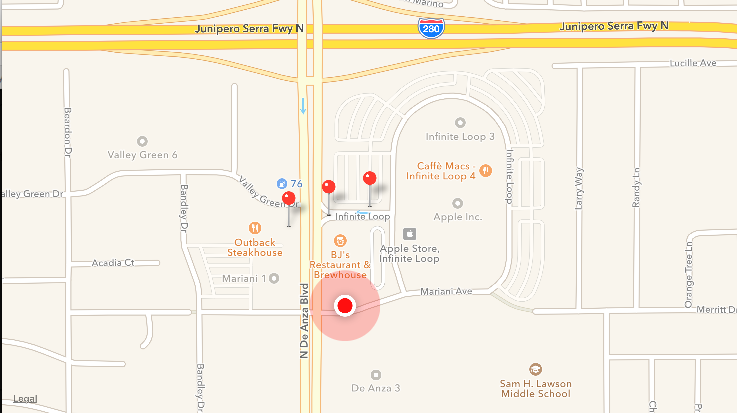 Marino
Junipero Serra Fwy N
280
Junipero Serra Fwy N
Lucille Ave
Beardon Dr
Valley Green 6
Infinite Loop 3
Caffè Macs -
Infinite Loop 4
Infinite Loop
Larry Way
Randy Ln
76
Valley Green Dr
alley Green Dr
Bandley Dr
Infinite Loop
Apple Inc.
Outback
Steakhouse
BJ's
Restaurant &
Brewhouse
Apple Store,
Infinite Loop
Orange Tree Ln
Acadia Ct
Mariani 1
Mariani Ave
N De Anza Blvd
Merritt D
Bandley Dr
De Anza 3
Sam H. Lawson
Middle School
Legal